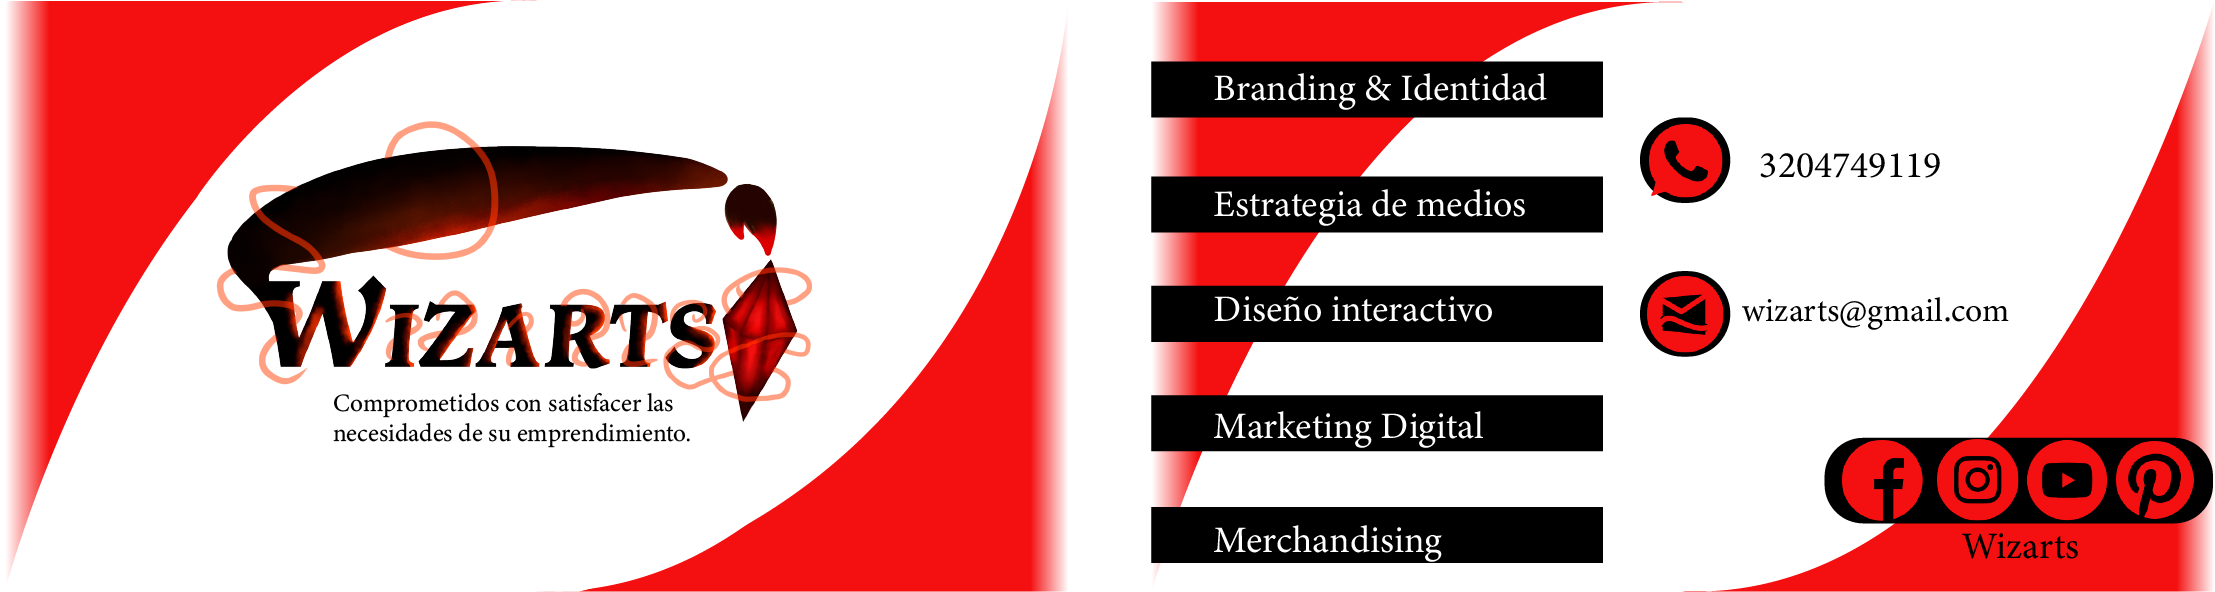 WIZARTS
Comprometidos con satisfacer las
necesidades de su emprendimiento.
Branding & Identidad
Estrategia de medios
Diseño interactivo
Marketing Digital
Merchandising
3204749119
wizarts@gmail.com
Wizarts